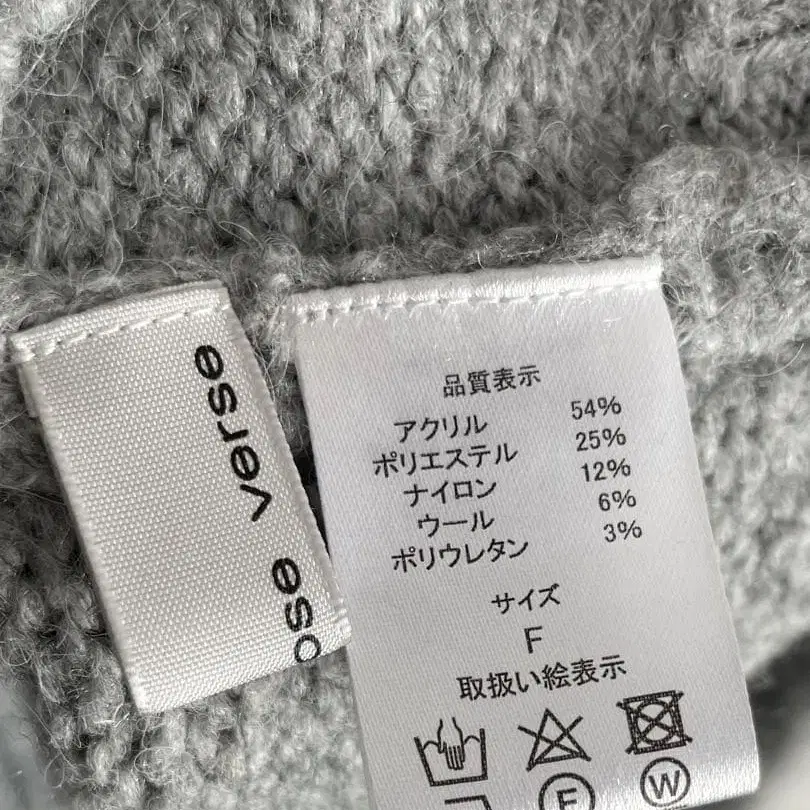 ose verse
品質表示
アクリル 54%
ポリエステル 25%
ナイロン 12%
ウール 6%
ポリウレタン 3%
サイズ
F
取扱い絵表示
F W